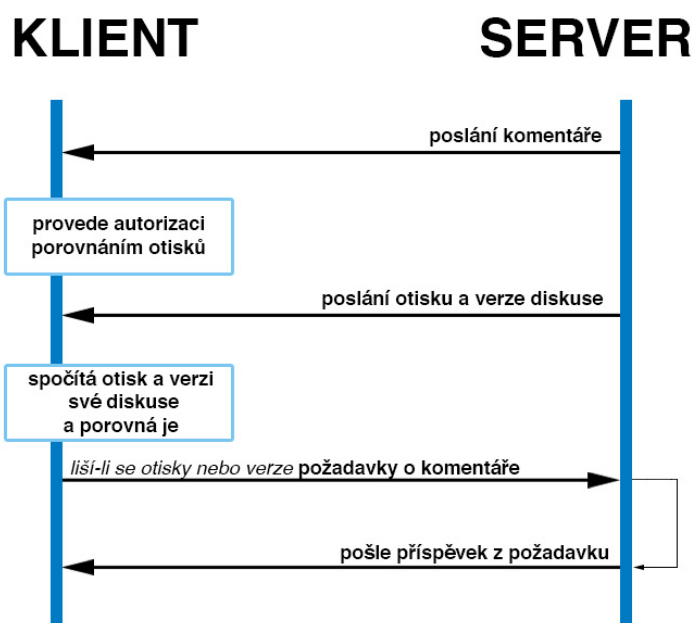 KLIENT SERVER
poslání komentáře
provede autorizaci
porovnáním otisků
poslání otisku a verze diskuse
spočítá otisk a verzi
své diskuse
a porovná je
liší-li se otisky nebo verze požadavky o komentáře
pošle příspěvek z požadavku